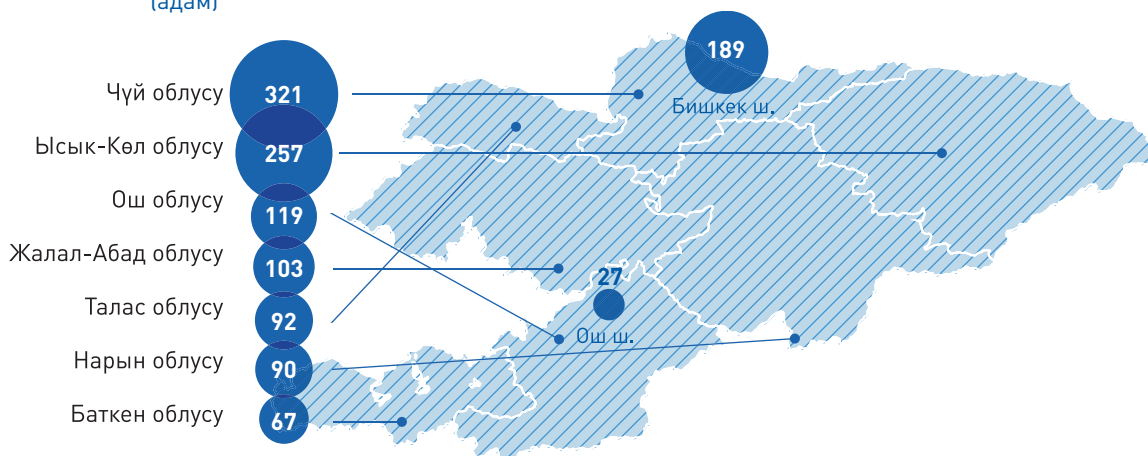 (адам)
Чүй облусу 321
Ысык-Көл облусу 257
Ош облусу 119
Жалал-Абад облусу 103
Талас облусу 92
Нарын облусу 90
Баткен облусу 67
189
Бишкек ш.
27
Ош ш.